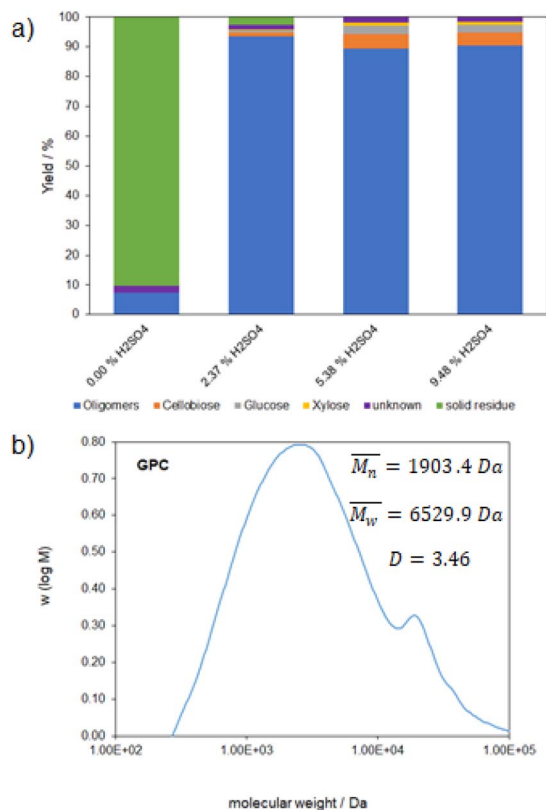 a)
100
90
80
70
60
50
40
30
20
10
0
Yield / %
0.00 % H2SO4
2.37 % H2SO4
5.38 % H2SO4
9.48 % H2SO4
Oligomers Cellobiose Glucose Xylose unknown solid residue
b)
0.80
0.70
0.60
0.50
0.40
0.30
0.20
0.10
0.00
w (log M)
GPC
M̅n̅ = 1903.4 Da
M̅w̅ = 6529.9 Da
D = 3.46
1.00E+02 1.00E+03 1.00E+04 1.00E+05
molecular weight / Da